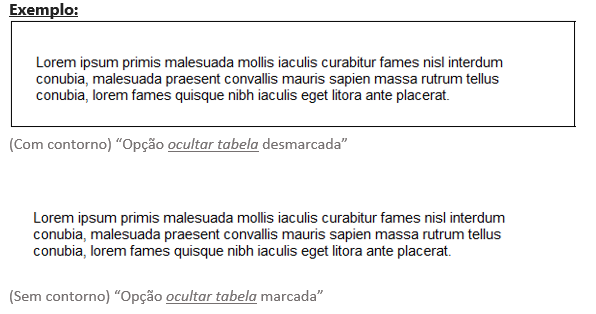 Exemplo:
Lorem ipsum primis malesuada mollis iaculis curabitur fames nisl interdum
conubia, malesuada praesent convallis mauris sapien massa rutrum tellus
conubia, lorem fames quisque nibh iaculis eget litora ante placerat.
(Com contorno) “Opção ocultar tabela desmarcada”
Lorem ipsum primis malesuada mollis iaculis curabitur fames nisl interdum
conubia, malesuada praesent convallis mauris sapien massa rutrum tellus
conubia, lorem fames quisque nibh iaculis eget litora ante placerat.
(Sem contorno) “Opção ocultar tabela marcada”